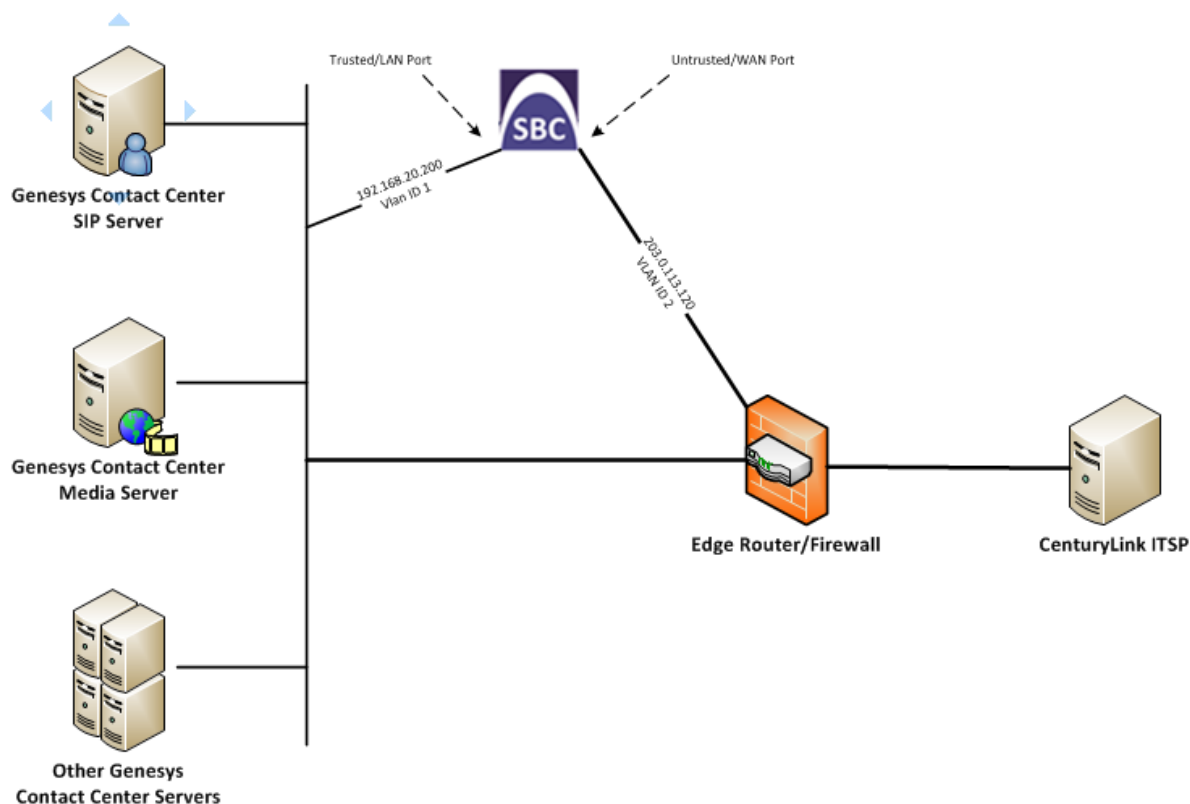 Trusted/LAN Port
Untrusted/WAN Port
SBC
192.168.20.200
Vlan ID 1
Genesys Contact Center
SIP Server
203.0.113.120
VLAN ID 2
Genesys Contact Center
Media Server
Edge Router/Firewall
CenturyLink ITSP
Other Genesys
Contact Center Servers